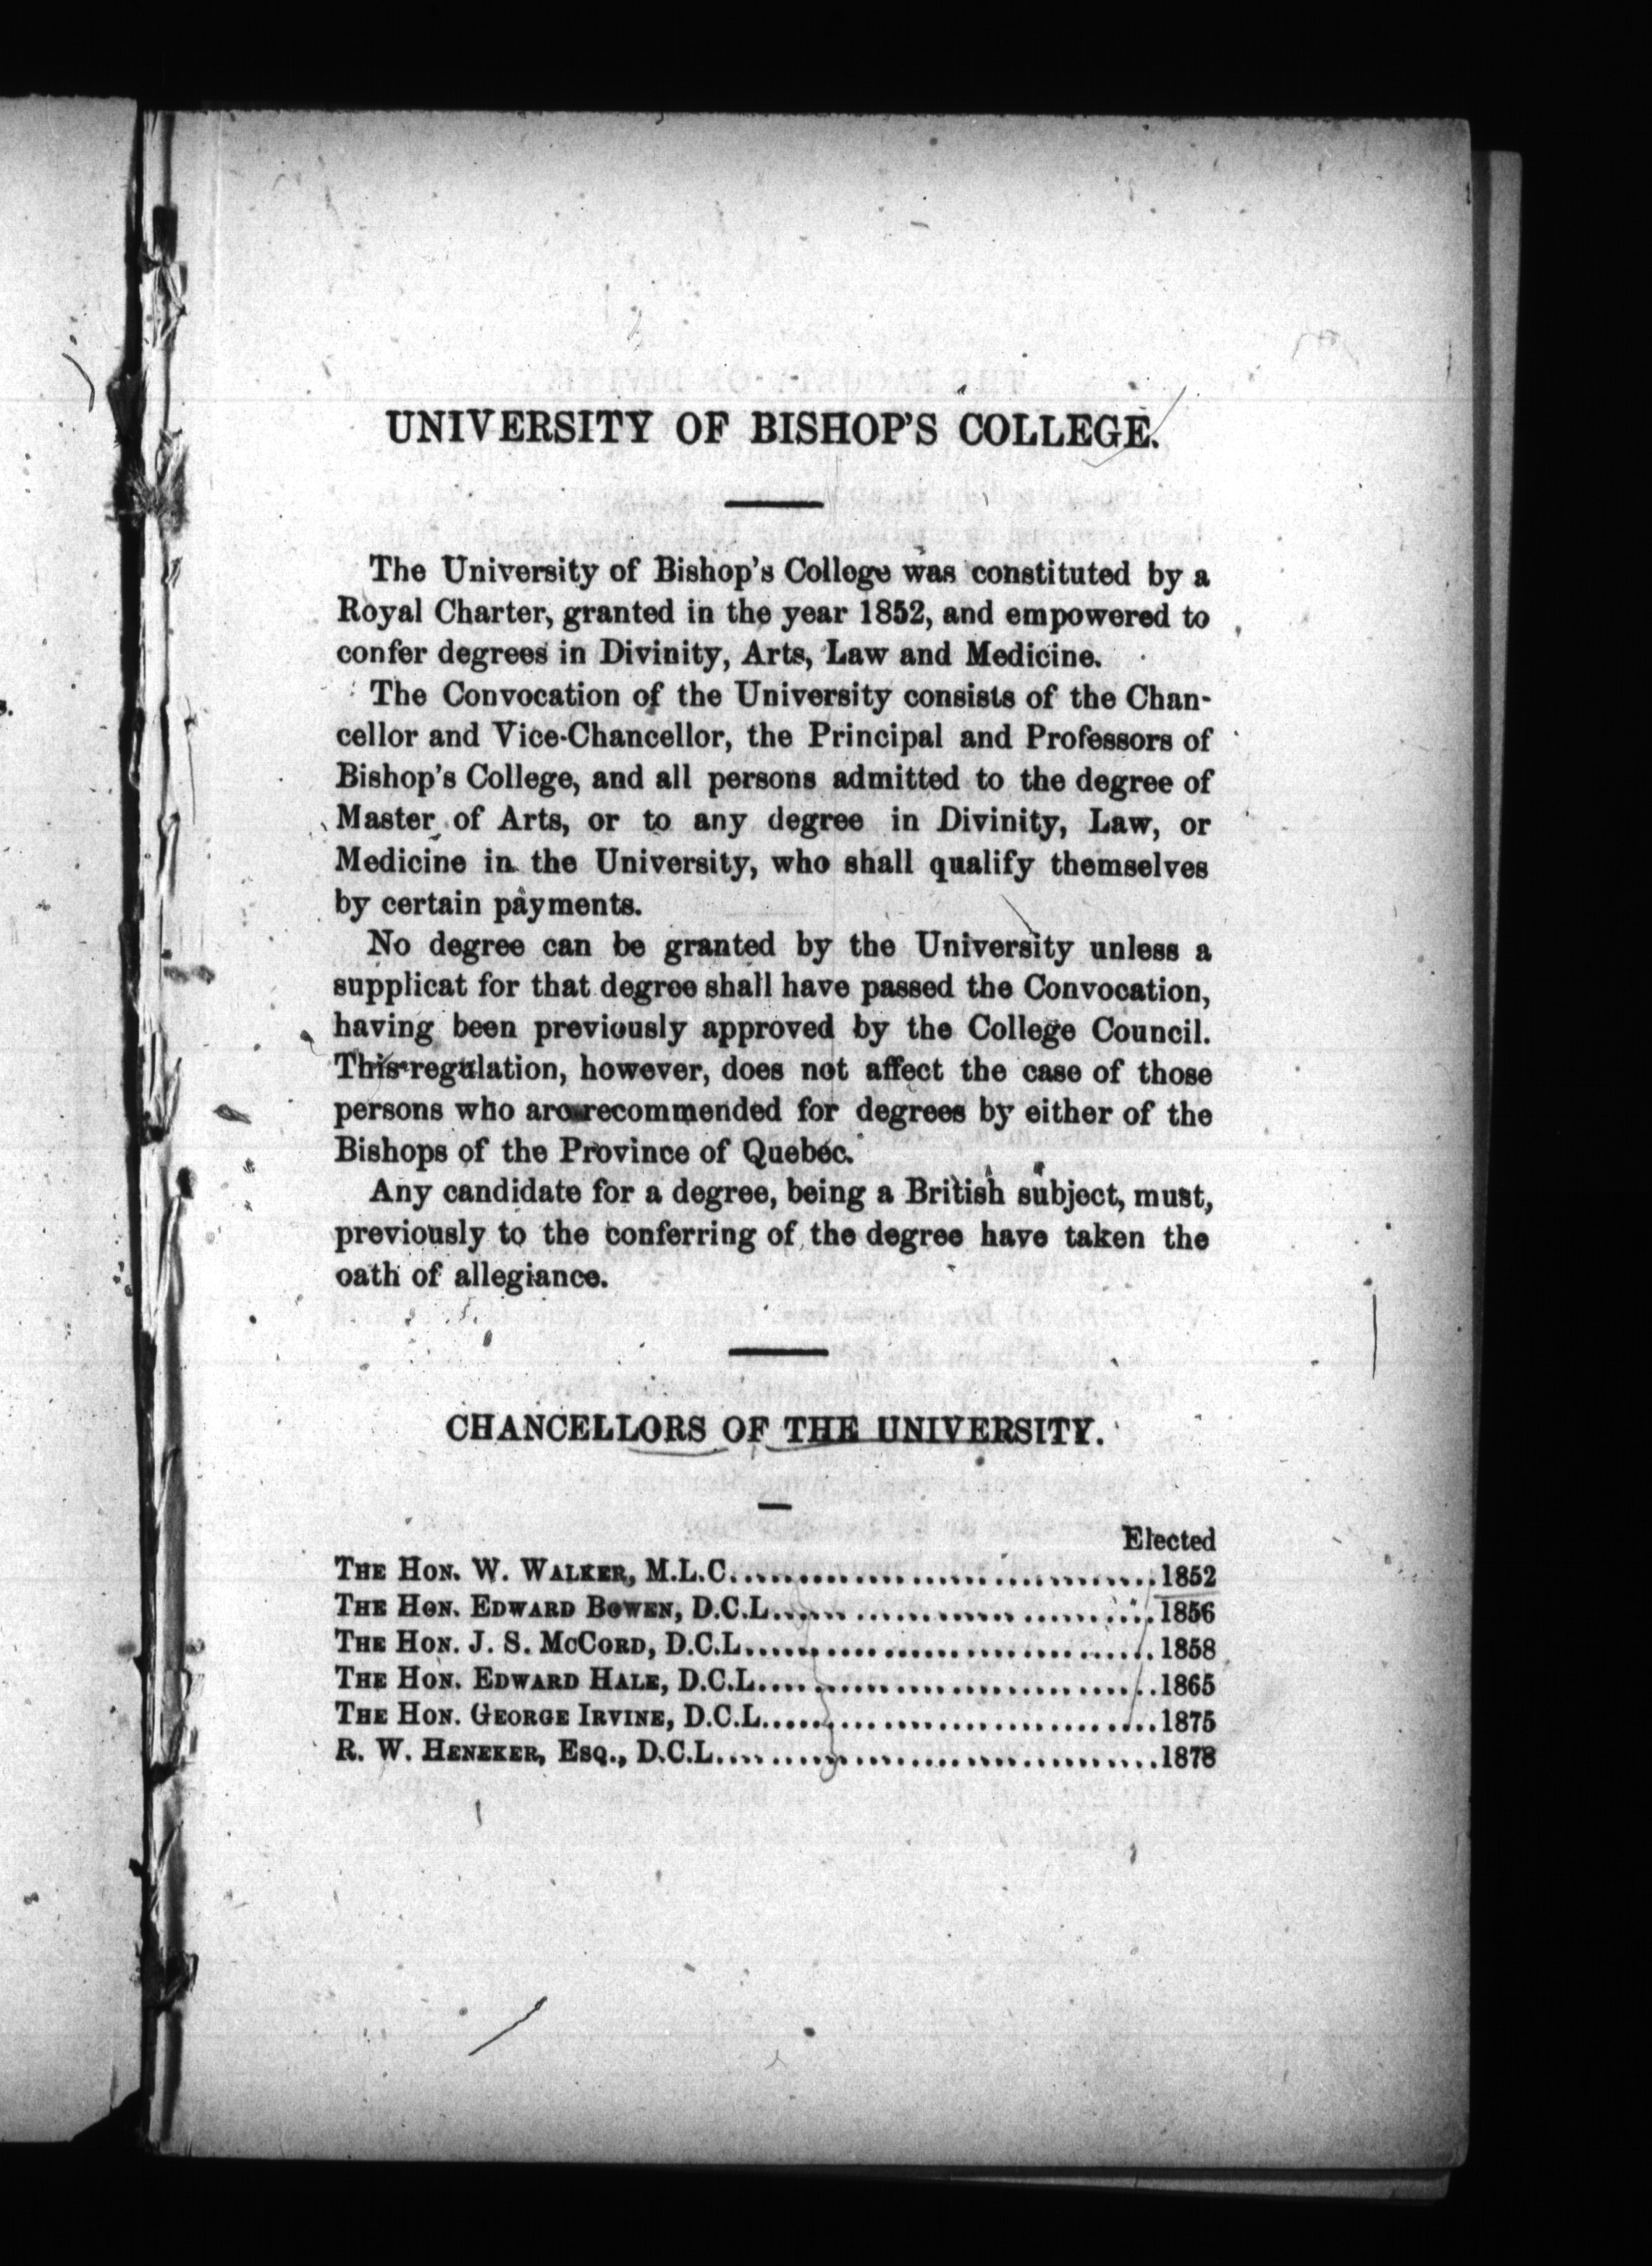 UNIVERSITY OF BISHOP'S COLLEGE.
The University of Bishop's College was constituted by a
Royal Charter, granted in the year 1852, and empowered to
confer degrees in Divinity, Arts, Law and Medicine.
The Convocation of the University consists of the Chan-
cellor and Vice-Chancellor, the Principal and Professors of
Bishop's College, and all persons admitted to the degree of
Master of Arts, or to any degree in Divinity, Law, or
Medicine in the University, who shall qualify themselves
by certain payments.
No degree can be granted by the University unless a
supplicat for that degree shall have passed the Convocation,
having been previously approved by the College Council.
This regulation, however, does not affect the case of those
persons who are recommended for degrees by either of the
Bishops of the Province of Quebec.
Any candidate for a degree, being a British subject, must,
previously to the conferring of the degree have taken the
oath of allegiance.
CHANCELLORS OF THE UNIVERSITY.
Elected
THE HON. W. WALKER, M.L.C. 1852
THE HON. EDWARD BOWEN, D.C.L. 1856
THE HON. J. S. MCCORD, D.C.L. 1858
THE HON. EDWARD HALE, D.C.L. 1865
THE HON. GEORGE IRVINE, D.C.L. 1875
R. W. HENEKER, ESQ., D.C.L. 1878